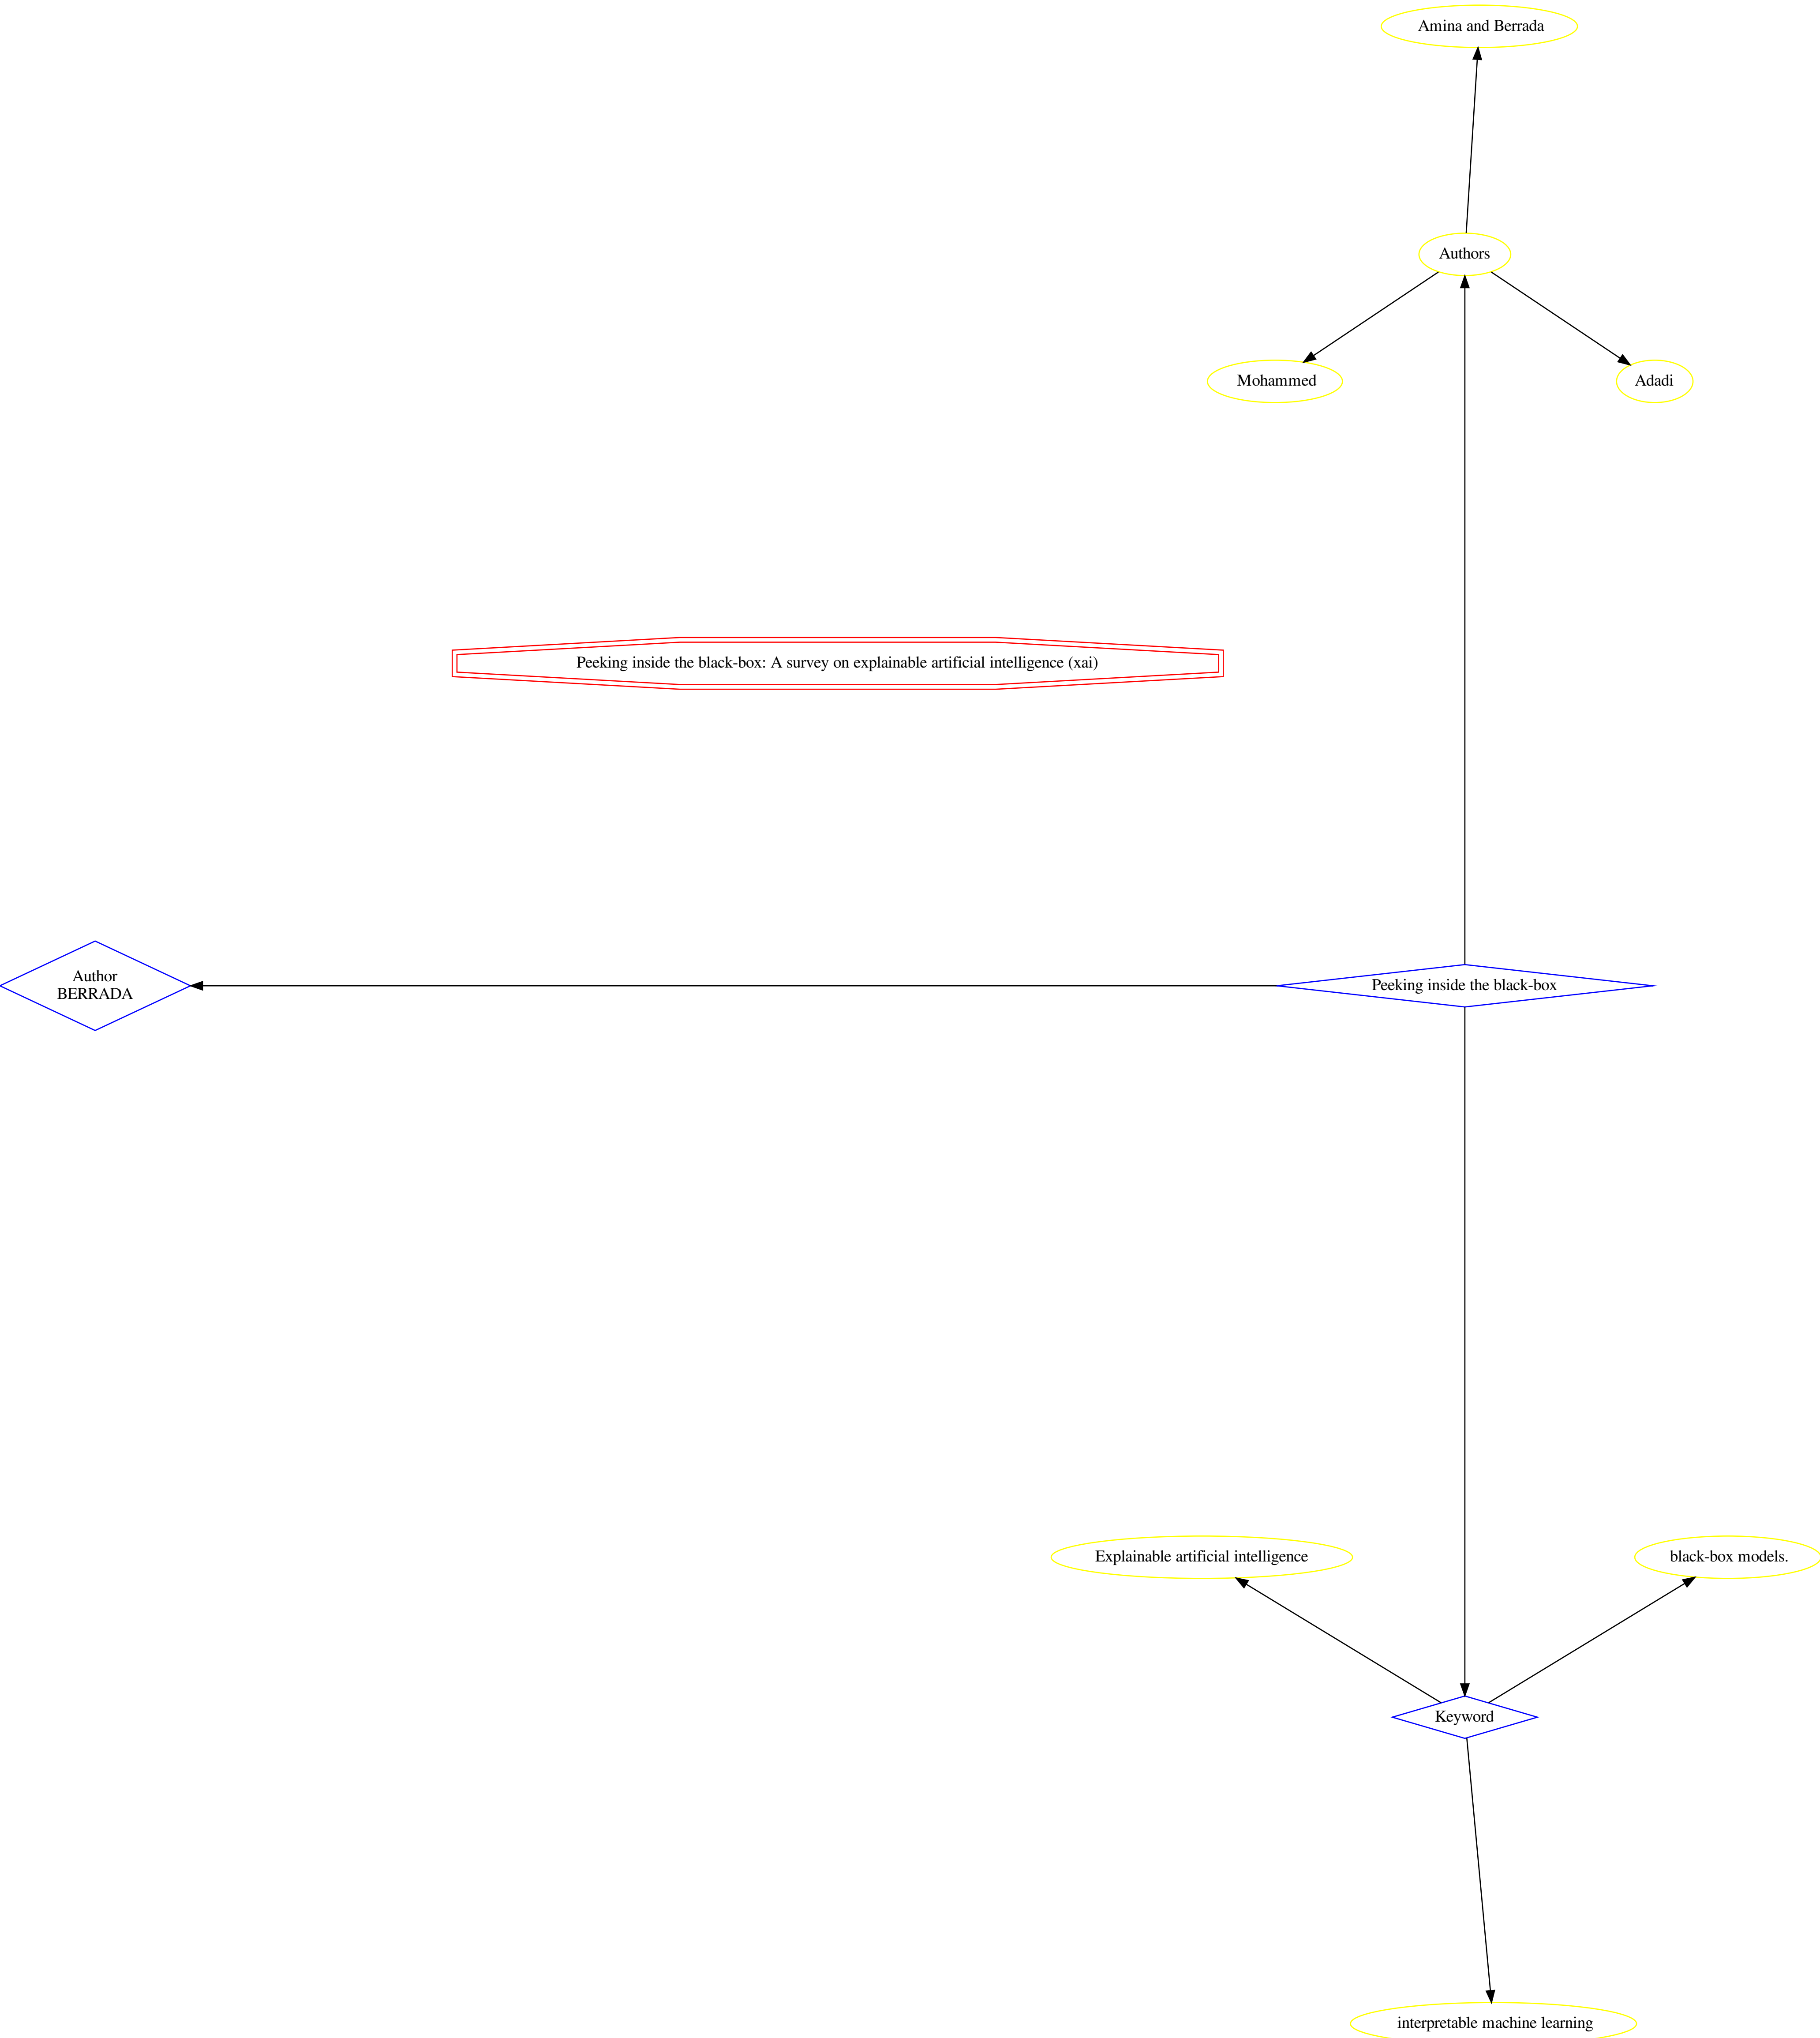 Amina and Berrada
Authors
Mohammed
Adadi
Peeking inside the black-box: A survey on explainable artificial intelligence (xai)
Author
BERRADA
Peeking inside the black-box
Explainable artificial intelligence
black-box models.
Keyword
interpretable machine learning